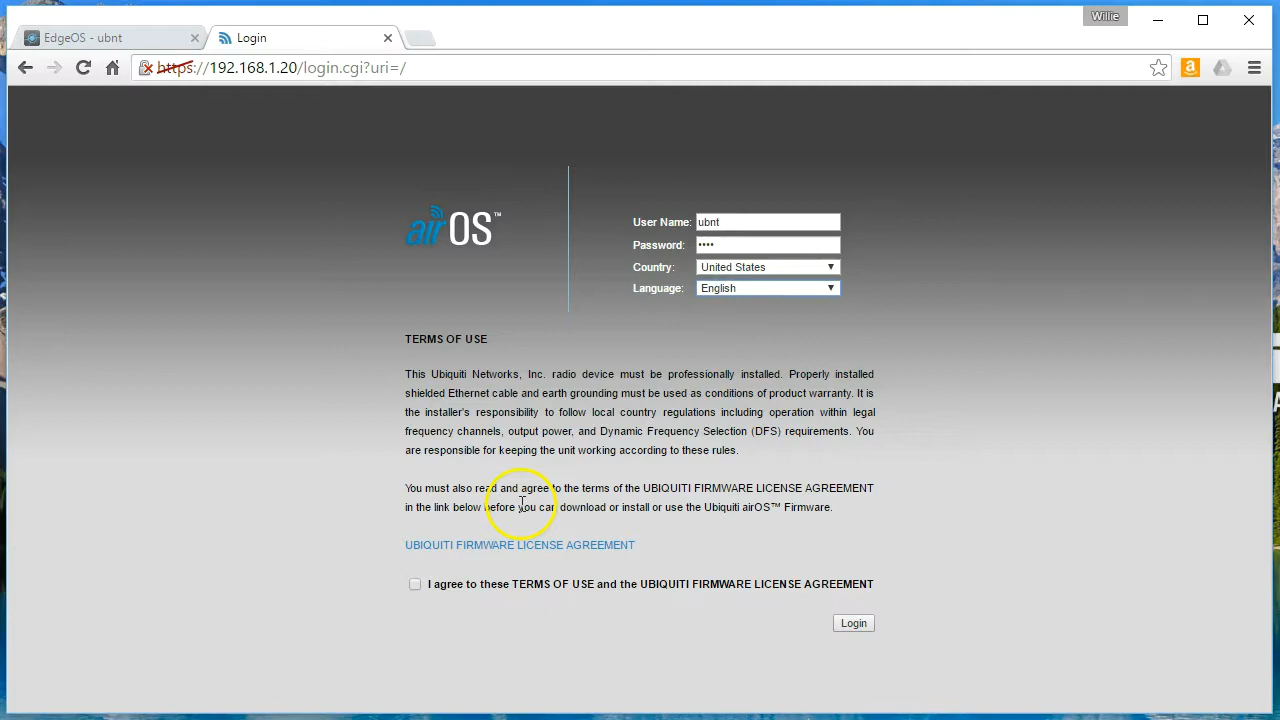 Willie
EdgeOS - ubnt
Login
https://192.168.1.20/login.cgi?uri=/
airOS™
User Name: ubnt
Password: ••••
Country: United States
Language: English
TERMS OF USE
This Ubiquiti Networks, Inc. radio device must be professionally installed. Properly installed
shielded Ethernet cable and earth grounding must be used as conditions of product warranty. It is
the installer's responsibility to follow local country regulations including operation within legal
frequency channels, output power, and Dynamic Frequency Selection (DFS) requirements. You
are responsible for keeping the unit working according to these rules.
You must also read and agree to the terms of the UBIQUITI FIRMWARE LICENSE AGREEMENT
in the link below before you can download or install or use the Ubiquiti airOS™ Firmware.
UBIQUITI FIRMWARE LICENSE AGREEMENT
I agree to these TERMS OF USE and the UBIQUITI FIRMWARE LICENSE AGREEMENT
Login